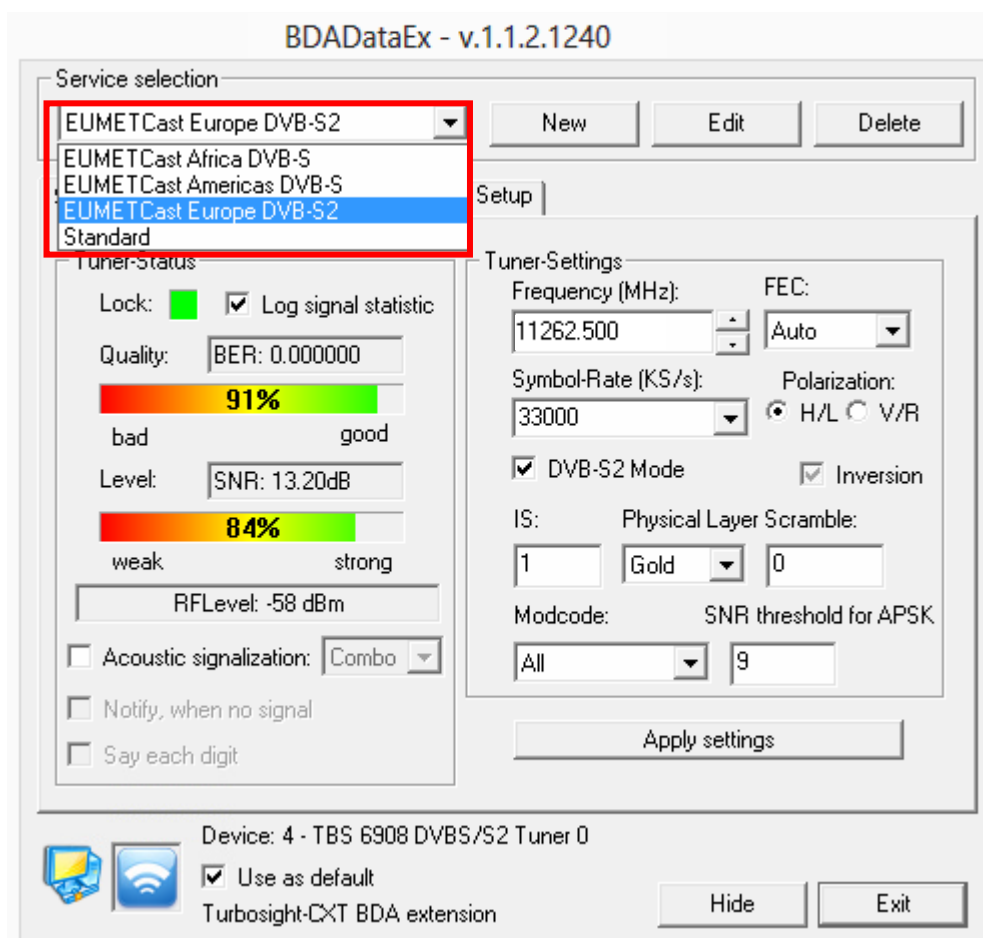 BDADataEx - v.1.1.2.1240
Service selection
EUMETCast Europe DVB-S2
New
Edit
Delete
EUMETCast Africa DVB-S
EUMETCast Americas DVB-S
EUMETCast Europe DVB-S2
Standard
Setup
Tuner-Status
Lock:
Log signal statistic
Quality:
BER: 0.000000
91%
bad
good
Level:
SNR: 13.20dB
84%
weak
strong
RFLevel: -58 dBm
Acoustic signalization:
Combo
Notify, when no signal
Say each digit
Tuner-Settings
Frequency (MHz):
FEC:
11262.500
Auto
Symbol-Rate (KS/s):
Polarization:
33000
H/L
V/R
DVB-S2 Mode
Inversion
IS:
Physical Layer Scramble:
1
Gold
0
Modcode:
SNR threshold for APSK
All
9
Apply settings
Device: 4 - TBS 6908 DVBS/S2 Tuner 0
Use as default
Turbosight-CXT BDA extension
Hide
Exit